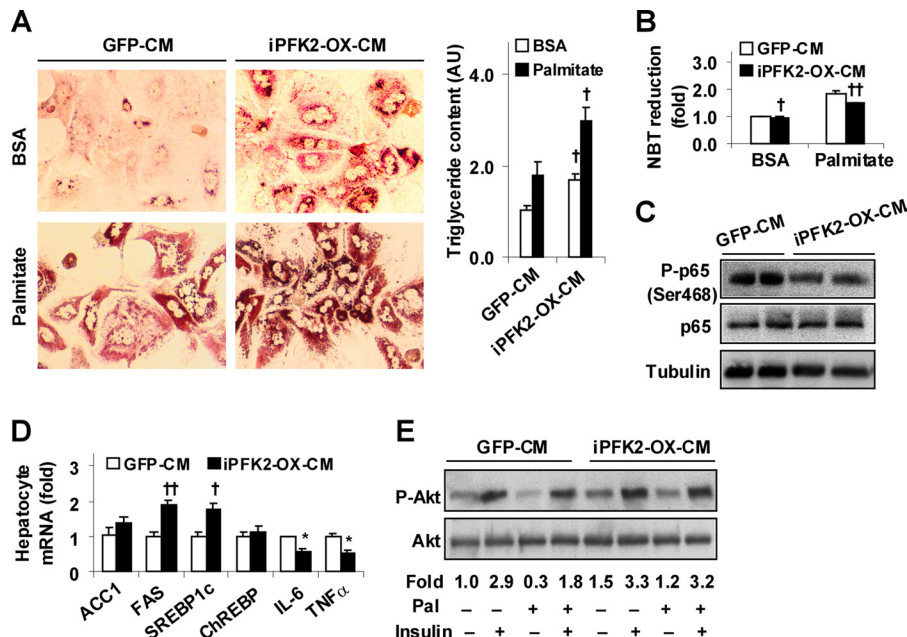 A
GFP-CM iPFK2-OX-CM
BSA
Palmitate
Triglyceride content (AU)
BSA
Palmitate
4.0
2.0
0.0
†
†
GFP-CM
iPFK2-OX-CM
B
GFP-CM
iPFK2-OX-CM
NBT reduction
(fold)
3.0
2.0
1.0
0.0
†
††
BSA Palmitate
C
GFP-CM iPFK2-OX-CM
P-p65
(Ser468)
p65
Tubulin
D
GFP-CM iPFK2-OX-CM
Hepatocyte
mRNA (fold)
3
2
1
0
†† † * *
ACC1 FAS SREBP1c ChREBP IL-6 TNFα
E
GFP-CM iPFK2-OX-CM
P-Akt
Akt
Fold 1.0 2.9 0.3 1.8 1.5 3.3 1.2 3.2
Pal – – + + – – + +
Insulin – + – + – + – +